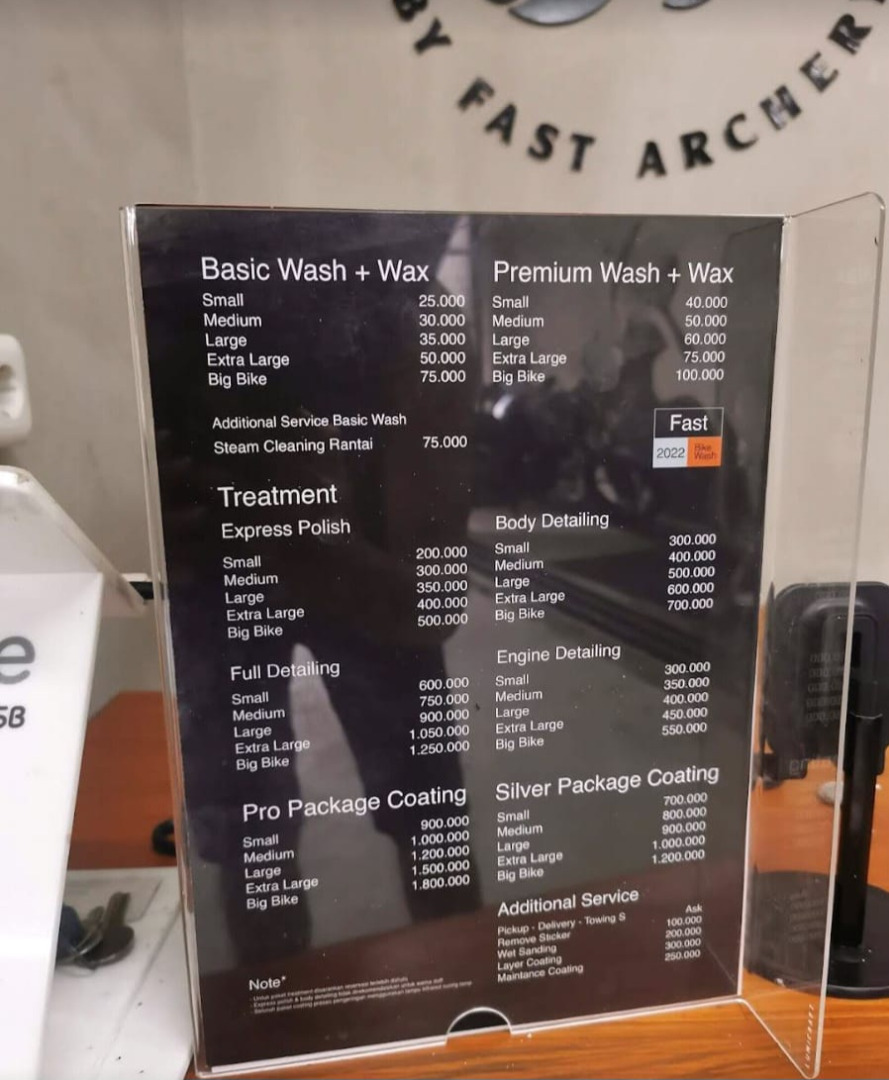 BY FAST ARCHERY
Basic Wash + Wax
Small 25.000
Medium 30.000
Large 35.000
Extra Large 50.000
Big Bike 75.000
Additional Service Basic Wash
Steam Cleaning Rantai 75.000
Premium Wash + Wax
Small 40.000
Medium 50.000
Large 60.000
Extra Large 75.000
Big Bike 100.000
Fast
2022 Bike Wash
Treatment
Express Polish
Small 200.000
Medium 300.000
Large 350.000
Extra Large 400.000
Big Bike 500.000
Body Detailing
Small 300.000
Medium 400.000
Large 500.000
Extra Large 600.000
Big Bike 700.000
Full Detailing
Small 600.000
Medium 750.000
Large 900.000
Extra Large 1.050.000
Big Bike 1.250.000
Engine Detailing
Small 300.000
Medium 350.000
Large 400.000
Extra Large 450.000
Big Bike 550.000
Pro Package Coating
Small 900.000
Medium 1.000.000
Large 1.200.000
Extra Large 1.500.000
Big Bike 1.800.000
Silver Package Coating
Small 700.000
Medium 800.000
Large 900.000
Extra Large 1.000.000
Big Bike 1.200.000
Additional Service
Pickup - Delivery - Towing S Ask
Remove Sticker 100.000
Wet Sanding 200.000
Layer Coating 300.000
Maintance Coating 250.000
Note*
e
5B